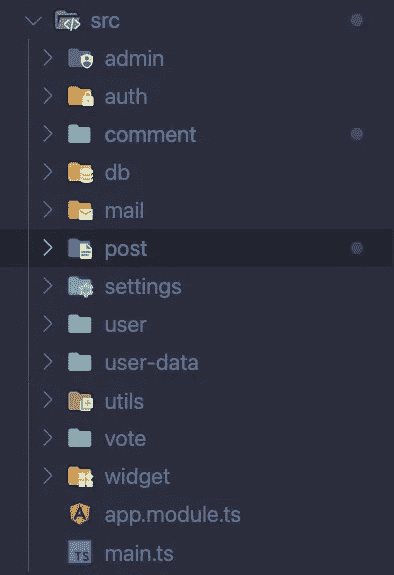 src
admin
auth
comment
db
mail
post
settings
user
user-data
utils
vote
widget
app.module.ts
TS main.ts